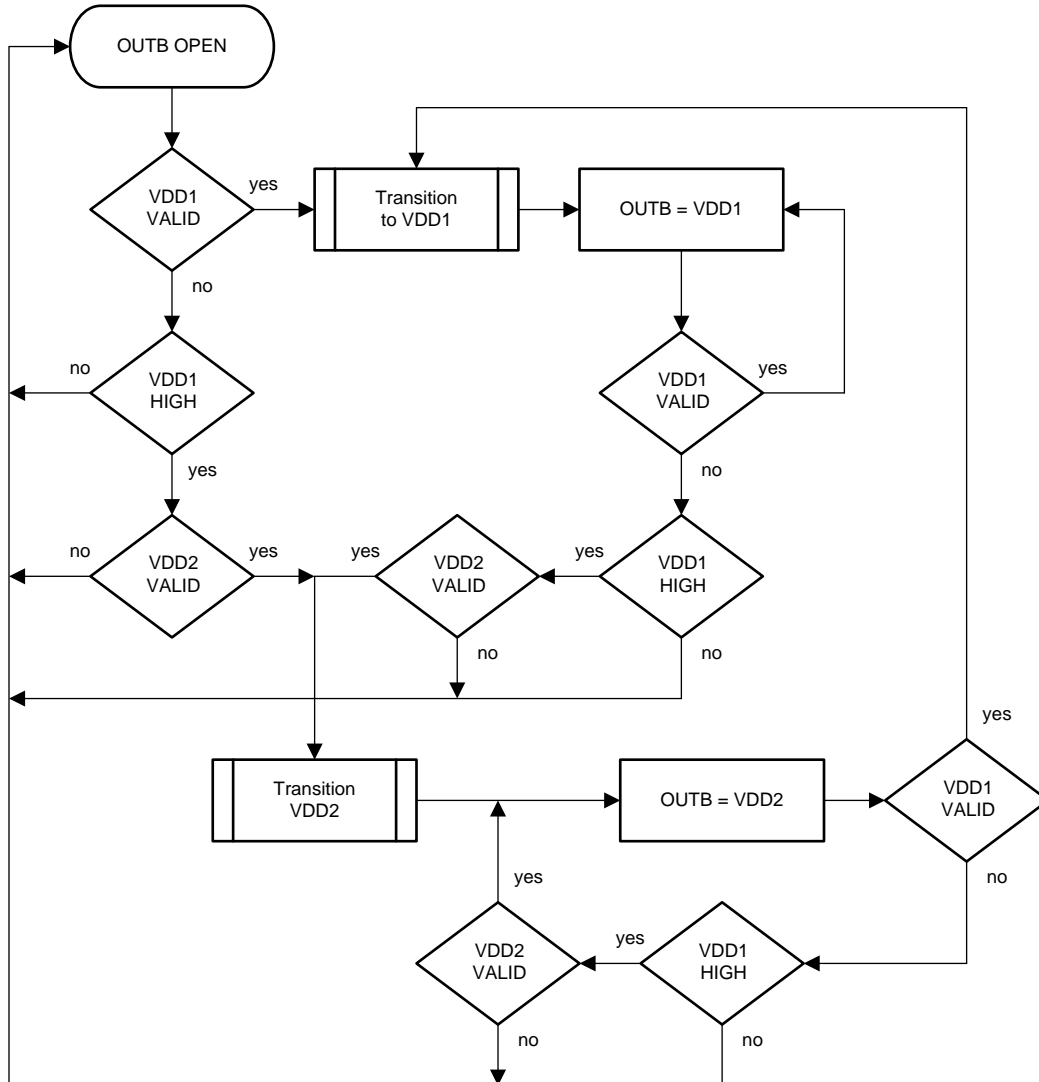 OUTB OPEN
VDD1
VALID
yes
Transition
to VDD1
OUTB = VDD1
no
no
VDD1
HIGH
yes
VDD1
VALID
yes
no
no
VDD2
VALID
yes
yes
VDD2
VALID
yes
VDD1
HIGH
no
no
yes
Transition
VDD2
OUTB = VDD2
VDD1
VALID
no
yes
VDD2
VALID
yes
VDD1
HIGH
no
no